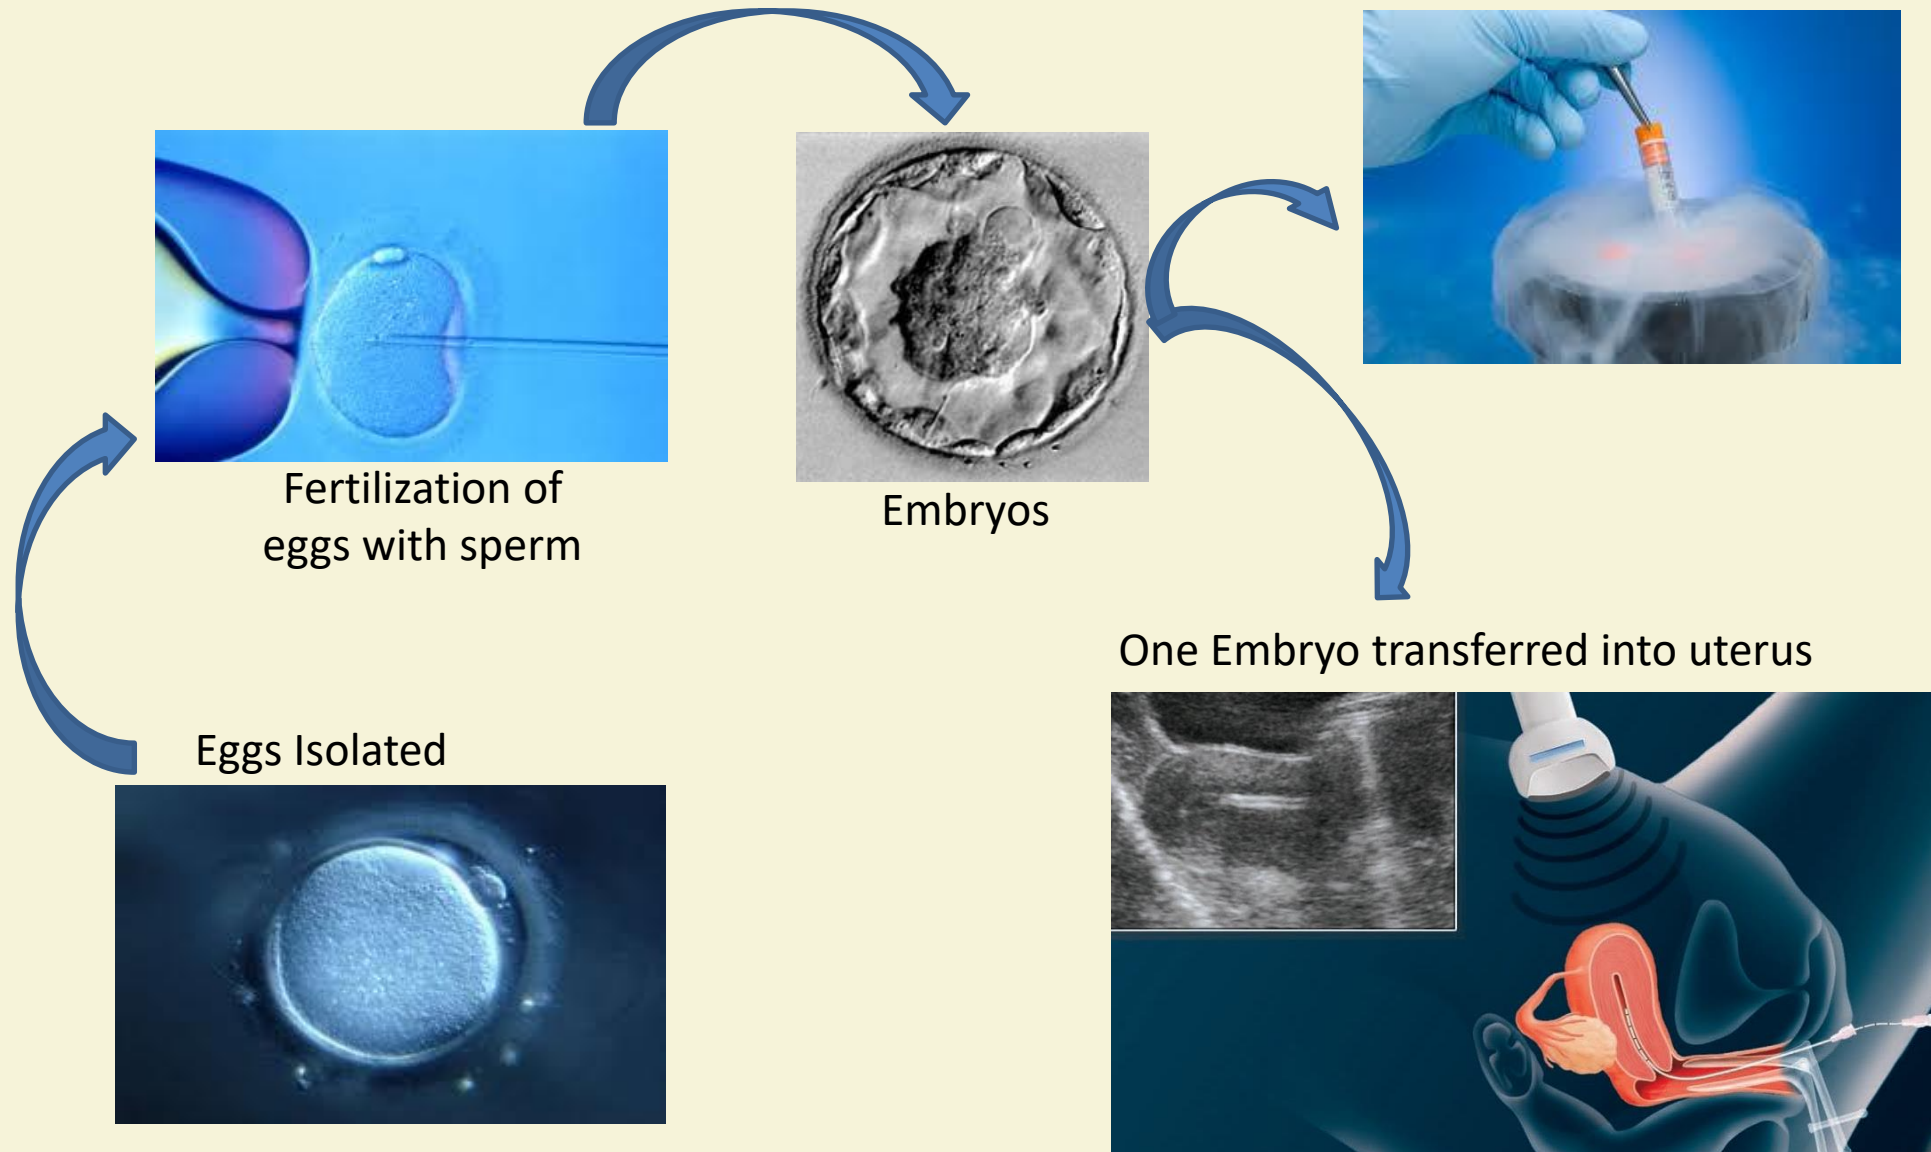 Fertilization of
eggs with sperm
Embryos
One Embryo transferred into uterus
Eggs Isolated